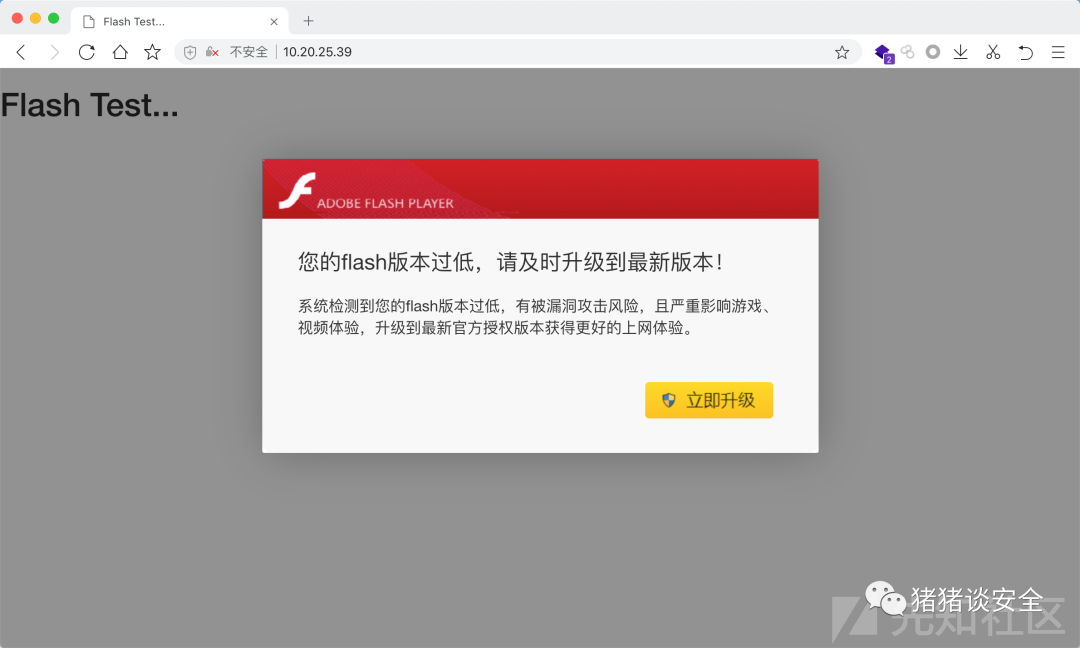 Flash Test...
不安全
10.20.25.39
2
Flash Test...
ADOBE FLASH PLAYER
您的flash版本过低，请及时升级到最新版本！
系统检测到您的flash版本过低，有被漏洞攻击风险，且严重影响游戏、
视频体验，升级到最新官方授权版本获得更好的上网体验。
立即升级
猪猪谈安全
先知社区